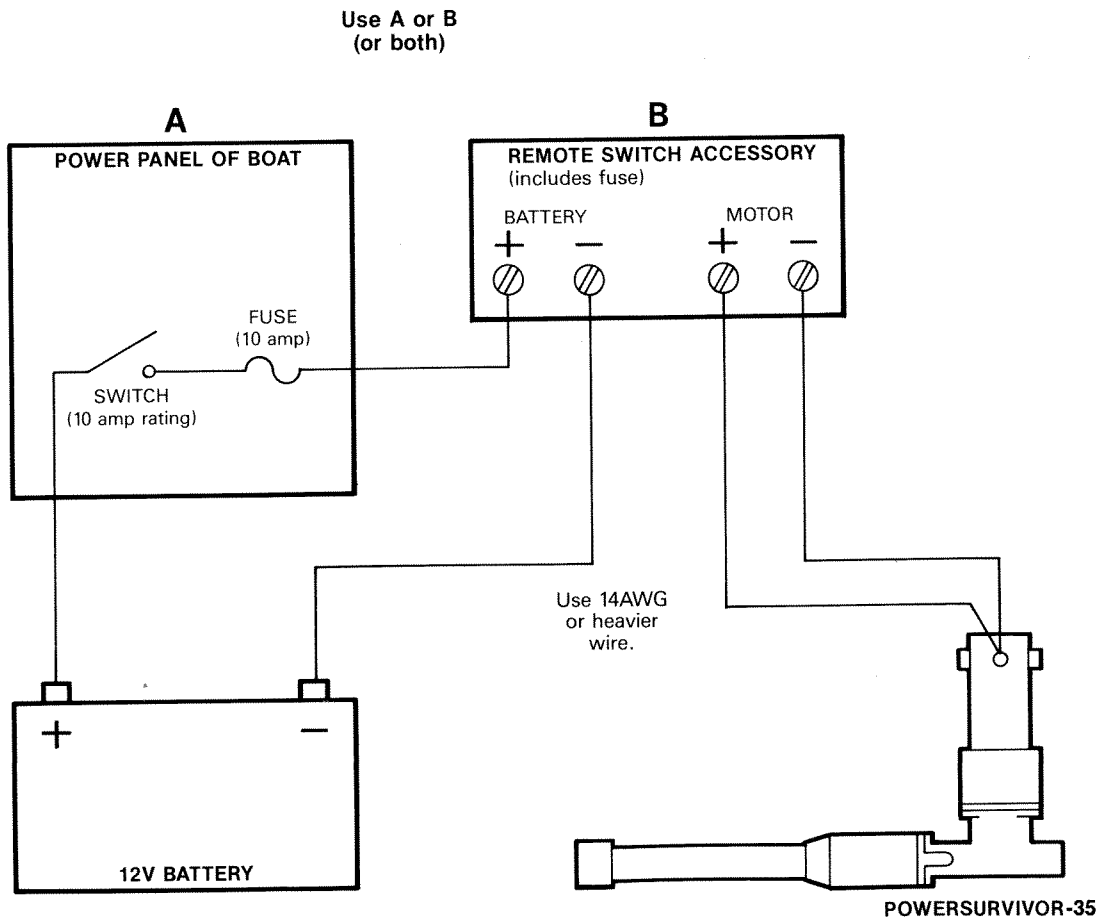 Use A or B
(or both)
A
POWER PANEL OF BOAT
FUSE
(10 amp)
SWITCH
(10 amp rating)
B
REMOTE SWITCH ACCESSORY
(includes fuse)
BATTERY
+ −
MOTOR
+ −
Use 14AWG
or heavier
wire.
+ −
12V BATTERY
POWERSURVIVOR-35